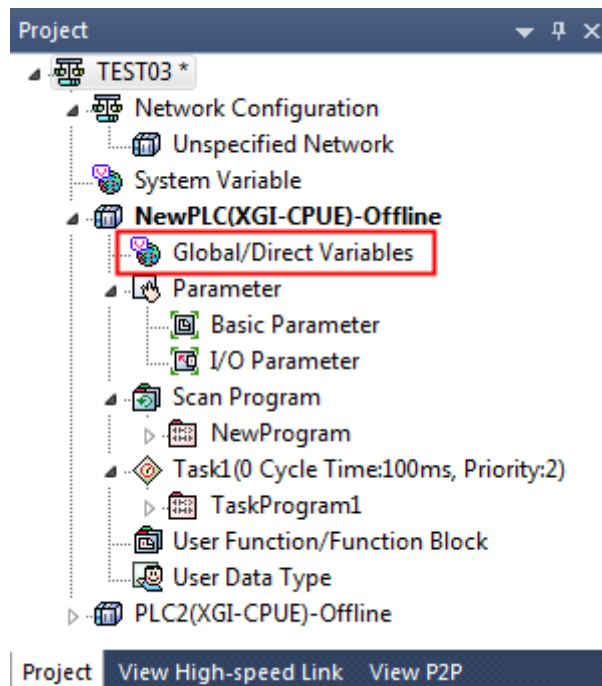 Project
TEST03 *
Network Configuration
Unspecified Network
System Variable
NewPLC(XGI-CPUE)-Offline
Global/Direct Variables
Parameter
Basic Parameter
I/O Parameter
Scan Program
NewProgram
Task1(0 Cycle Time:100ms, Priority:2)
TaskProgram1
User Function/Function Block
User Data Type
PLC2(XGI-CPUE)-Offline
Project View High-speed Link View P2P